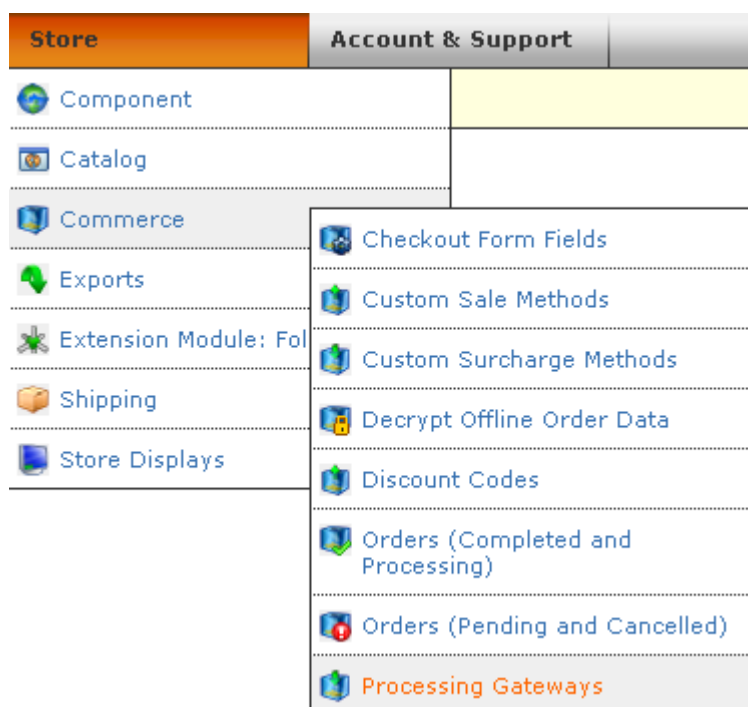 Store
Account & Support
Component
Catalog
Commerce
Exports
Extension Module: Fol
Shipping
Store Displays
Checkout Form Fields
Custom Sale Methods
Custom Surcharge Methods
Decrypt Offline Order Data
Discount Codes
Orders (Completed and
Processing)
Orders (Pending and Cancelled)
Processing Gateways